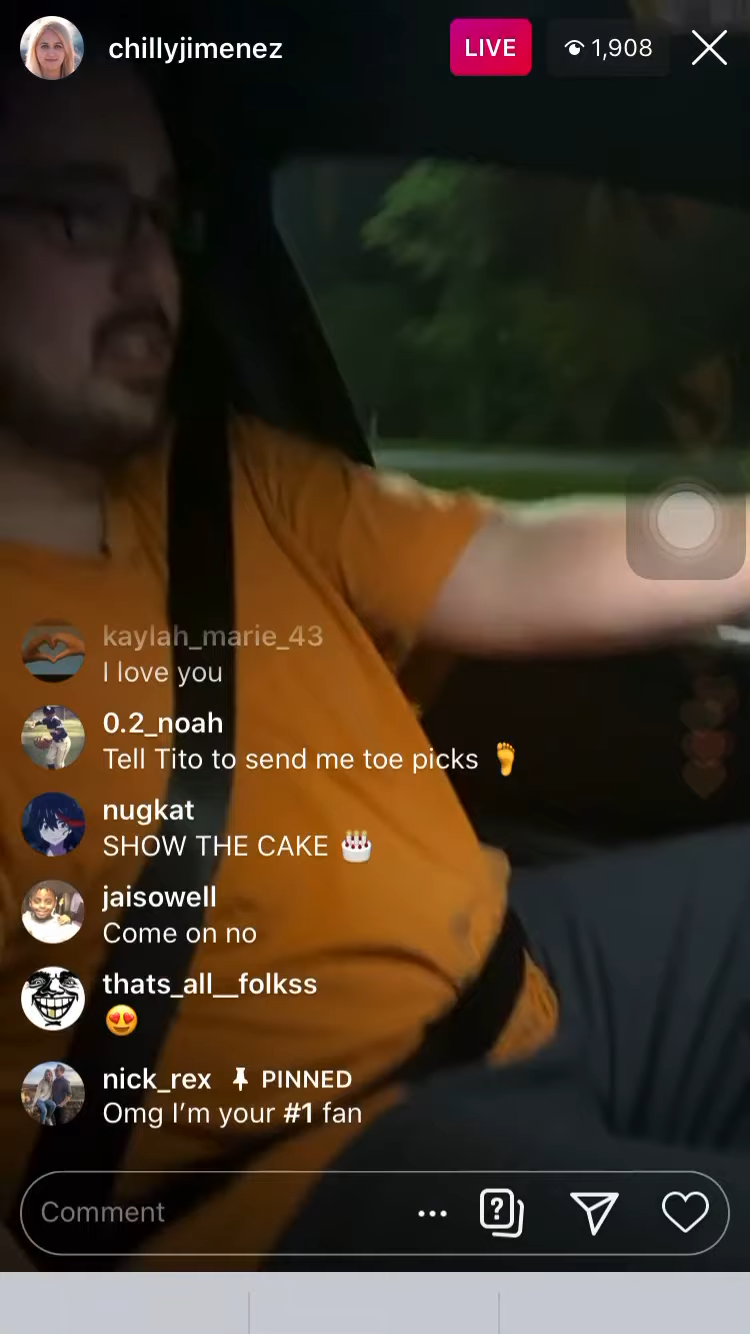 chillyjimenez
LIVE
1,908
kaylah_marie_43
I love you
0.2_noah
Tell Tito to send me toe picks 🦶
nugkat
SHOW THE CAKE 🎂
jaisowell
Come on no
thats_all__folkss
😍
nick_rex 📌 PINNED
Omg I’m your #1 fan
Comment